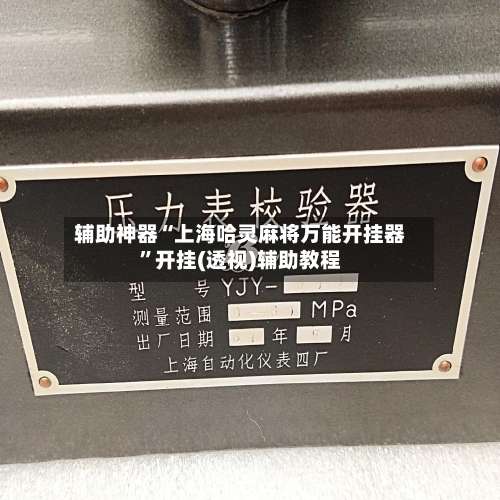 压力表校验器
辅助神器“上海哈灵麻将万能开挂器
”开挂(透视)辅助教程
型 号 YJY-
测量范围 MPa
出厂日期 年 月
上海自动化仪表四厂